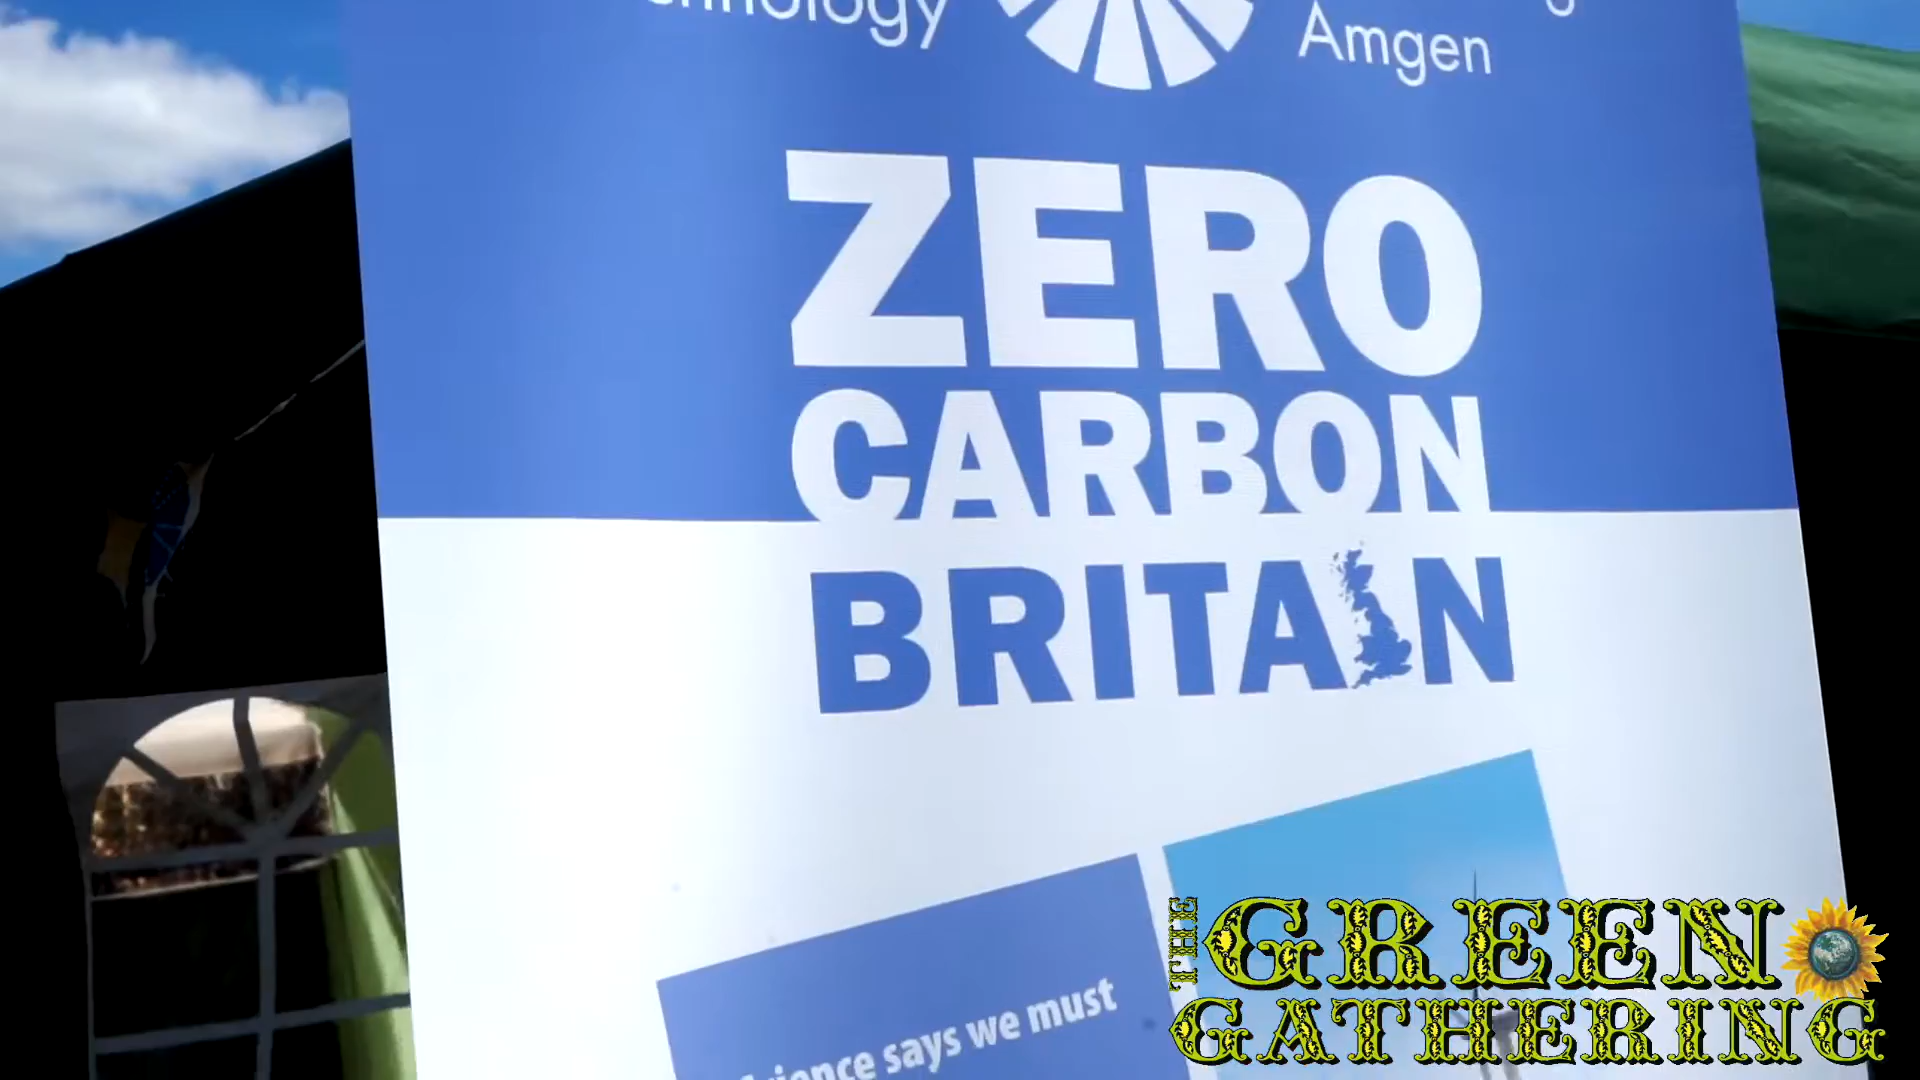 Amgen
ZERO
CARBON
BRITAIN
says we must
THE
GREEN
GATHERING